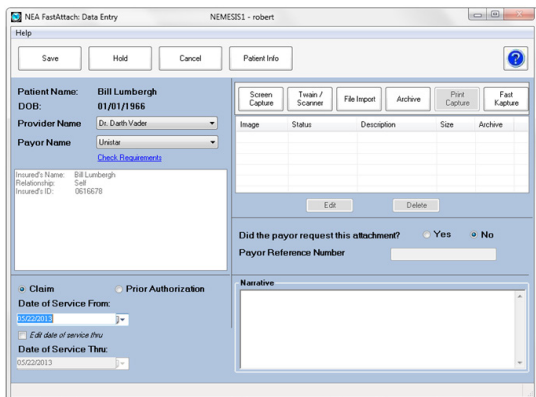 NEA FastAttach: Data Entry NEMESIS1 - robert
Help
Save Hold Cancel Patient Info
Patient Name: Bill Lumbergh
DOB: 01/01/1966
Provider Name Dr. Darth Vader
Payor Name Unistar
Check Requirements
Insured's Name: Bill Lumbergh
Relationship: Self
Insured's ID: 0616678
Claim Prior Authorization
Date of Service From:
05/22/2013
Edit date of service thru
Date of Service Thru:
05/22/2013
Screen Capture Twain / Scanner File Import Archive Print Capture Fast Kapture
Image Status Description Size Archive
Edit Delete
Did the payor request this attachment? Yes No
Payor Reference Number
Narrative